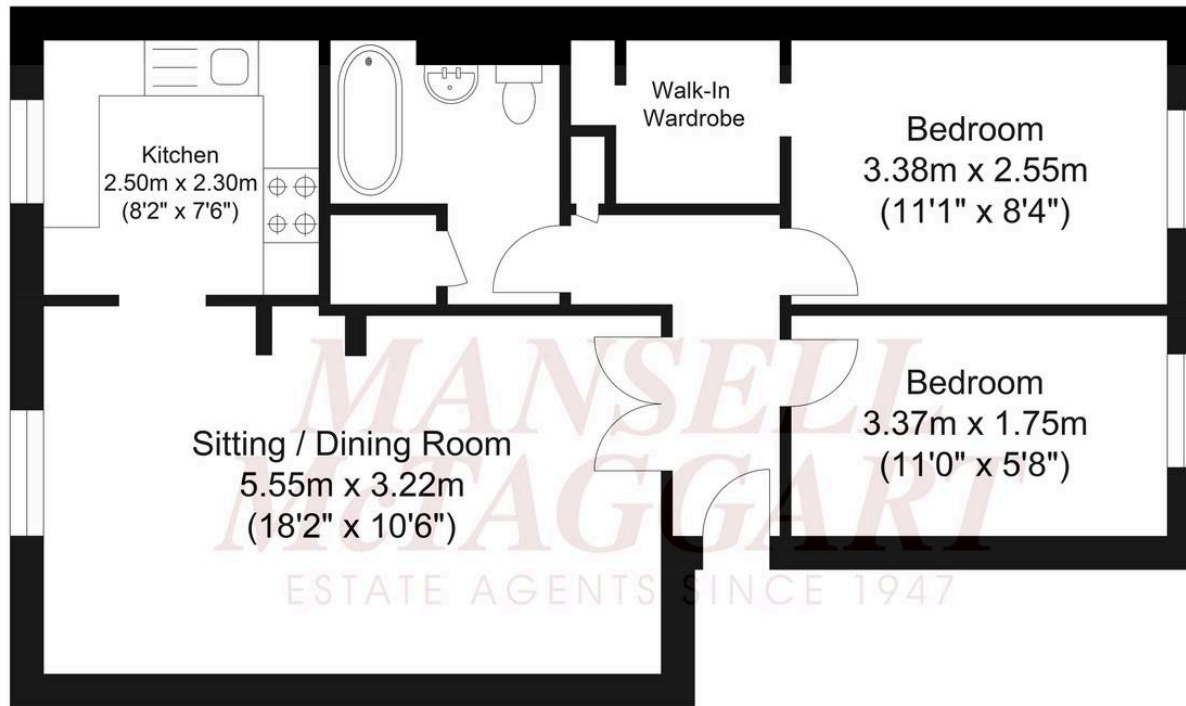 Kitchen
2.50m x 2.30m
(8'2" x 7'6")
Walk-In
Wardrobe
Bedroom
3.38m x 2.55m
(11'1" x 8'4")
Sitting / Dining Room
5.55m x 3.22m
(18'2" x 10'6")
Bedroom
3.37m x 1.75m
(11'0" x 5'8")
MANSELL
McTAGGART
ESTATE AGENTS SINCE 1947